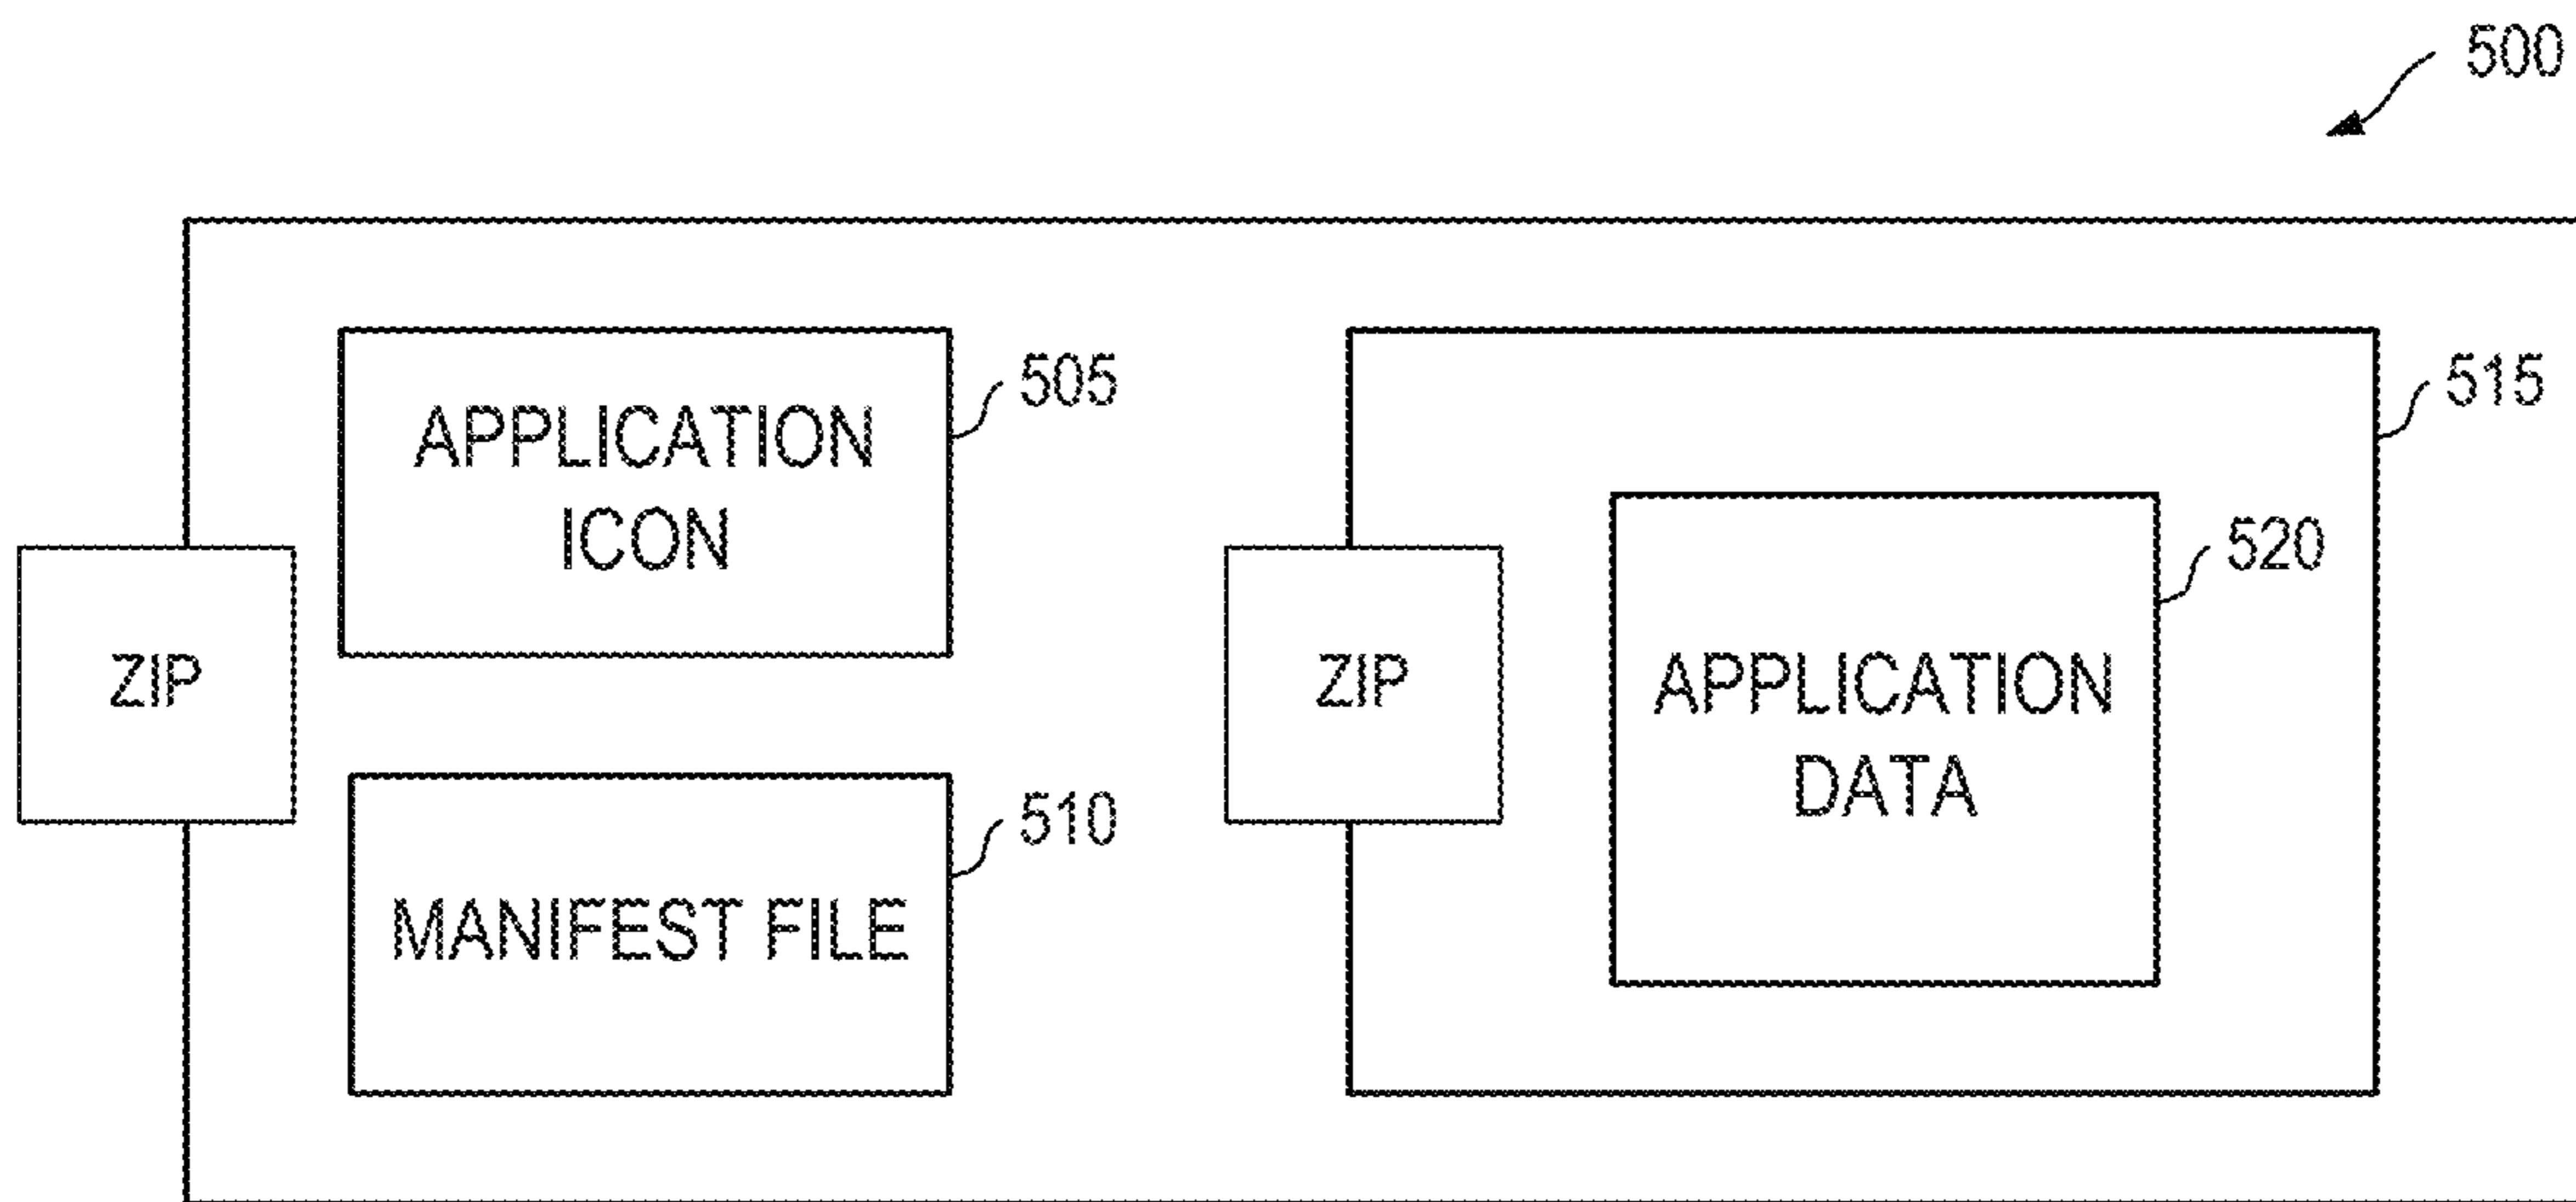 500
APPLICATION
ICON
505
515
ZIP
ZIP
APPLICATION
DATA
520
MANIFEST FILE
510